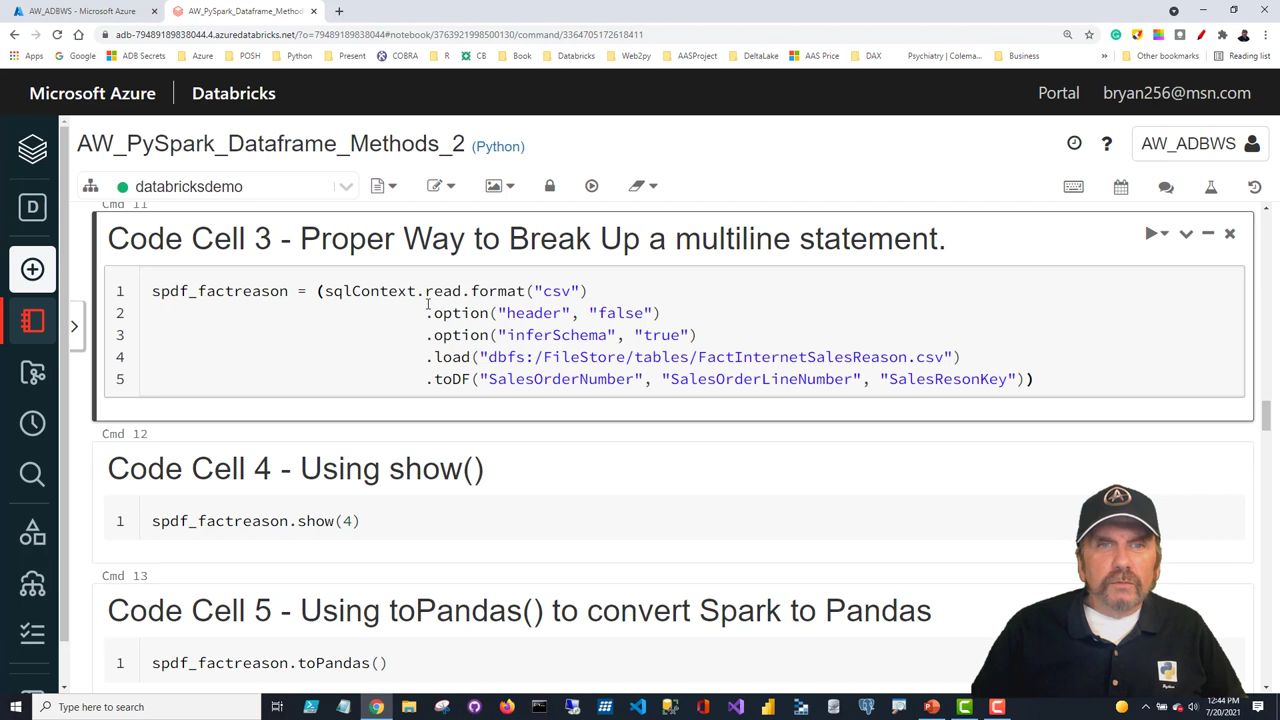 AW_ADBWS - Microsoft Azure
AW_PySpark_Dataframe_Methods
adb-79489189838044.4.azuredatabricks.net/?o=79489189838044#notebook/3763921998500130/command/3364705172618411
Apps Google ADB Secrets Azure POSH Python Present COBRA R CB Book Databricks Web2py AASProject DeltaLake AAS Price DAX Psychiatry | Colema... Business » Other bookmarks Reading list
Microsoft Azure Databricks Portal bryan256@msn.com
AW_PySpark_Dataframe_Methods_2 (Python) ? AW_ADBWS
databricksdemo
D
Cmd 11
Code Cell 3 - Proper Way to Break Up a multiline statement.
1 spdf_factreason = (sqlContext.read.format("csv")
2 .option("header", "false")
3 .option("inferSchema", "true")
4 .load("dbfs:/FileStore/tables/FactInternetSalesReason.csv")
5 .toDF("SalesOrderNumber", "SalesOrderLineNumber", "SalesResonKey"))
Cmd 12
Code Cell 4 - Using show()
1 spdf_factreason.show(4)
Cmd 13
Code Cell 5 - Using toPandas() to convert Spark to Pandas
1 spdf_factreason.toPandas()
Type here to search
12:44 PM
7/20/2021